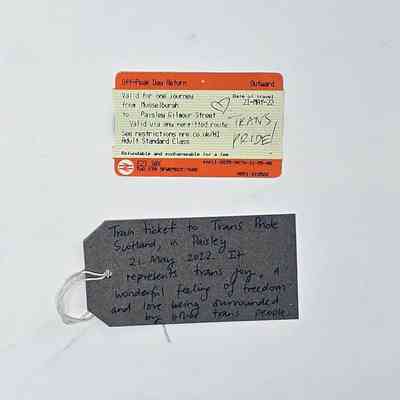 Off-Peak Day Return Outward
Valid for one journey Date of travel
from Musselburgh 21-MAY-22
to Paisley Gilmour Street
♡ TRANS
Valid via any permitted route
PRIDE!
See restrictions nre.co.uk/
Adult Standard Class
Refundable and exchangeable for a fee
Train ticket to Trans Pride
Scotland, in Paisley
21 May 2022. It
represents trans joy, a
wonderful feeling of freedom
and love being surrounded
by other trans people.